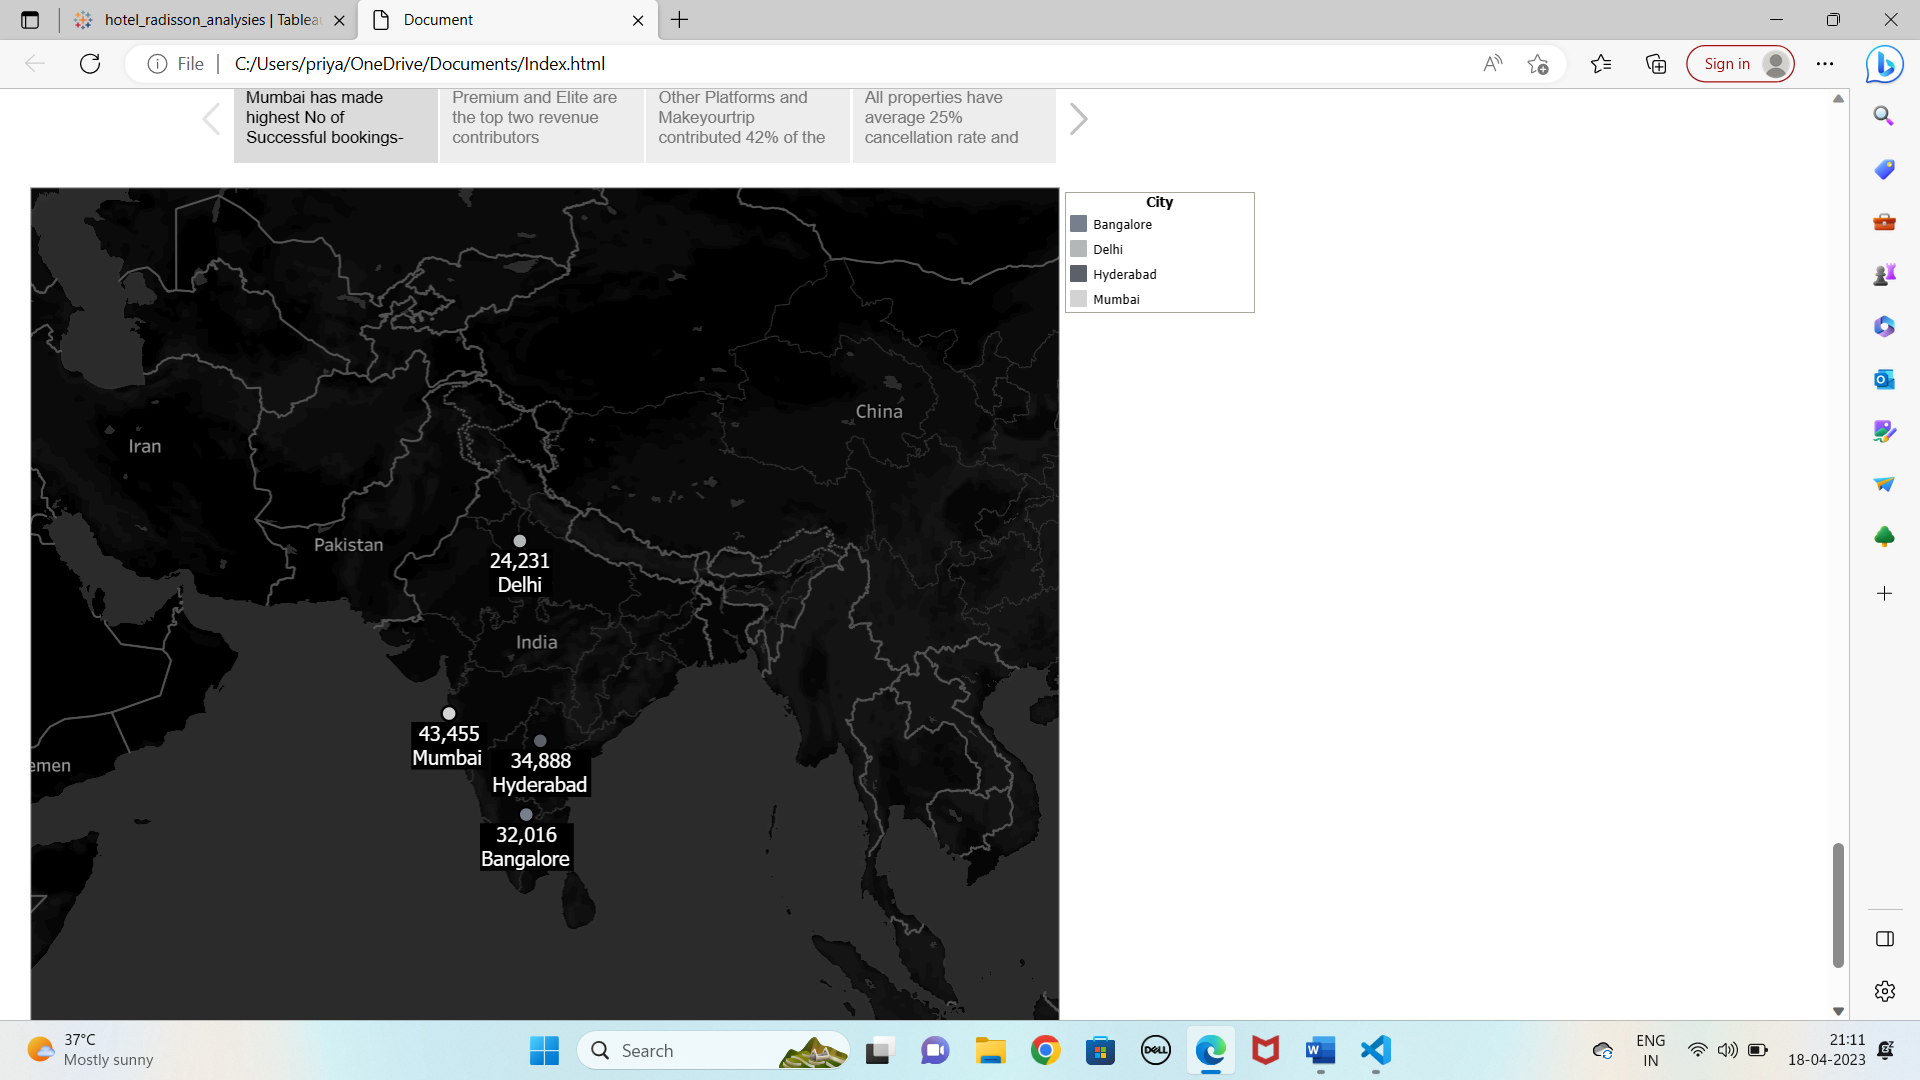 hotel_radisson_analysies | Tablea
Document
File
C:/Users/priya/OneDrive/Documents/Index.html
Sign in
Mumbai has made
highest No of
Successful bookings-
Premium and Elite are
the top two revenue
contributors
Other Platforms and
Makeyourtrip
contributed 42% of the
All properties have
average 25%
cancellation rate and
City
Bangalore
Delhi
Hyderabad
Mumbai
China
Iran
Pakistan
24,231
Delhi
India
43,455
Mumbai
34,888
Hyderabad
emen
32,016
Bangalore
37°C
Mostly sunny
Search
DELL
ENG
IN
21:11
18-04-2023